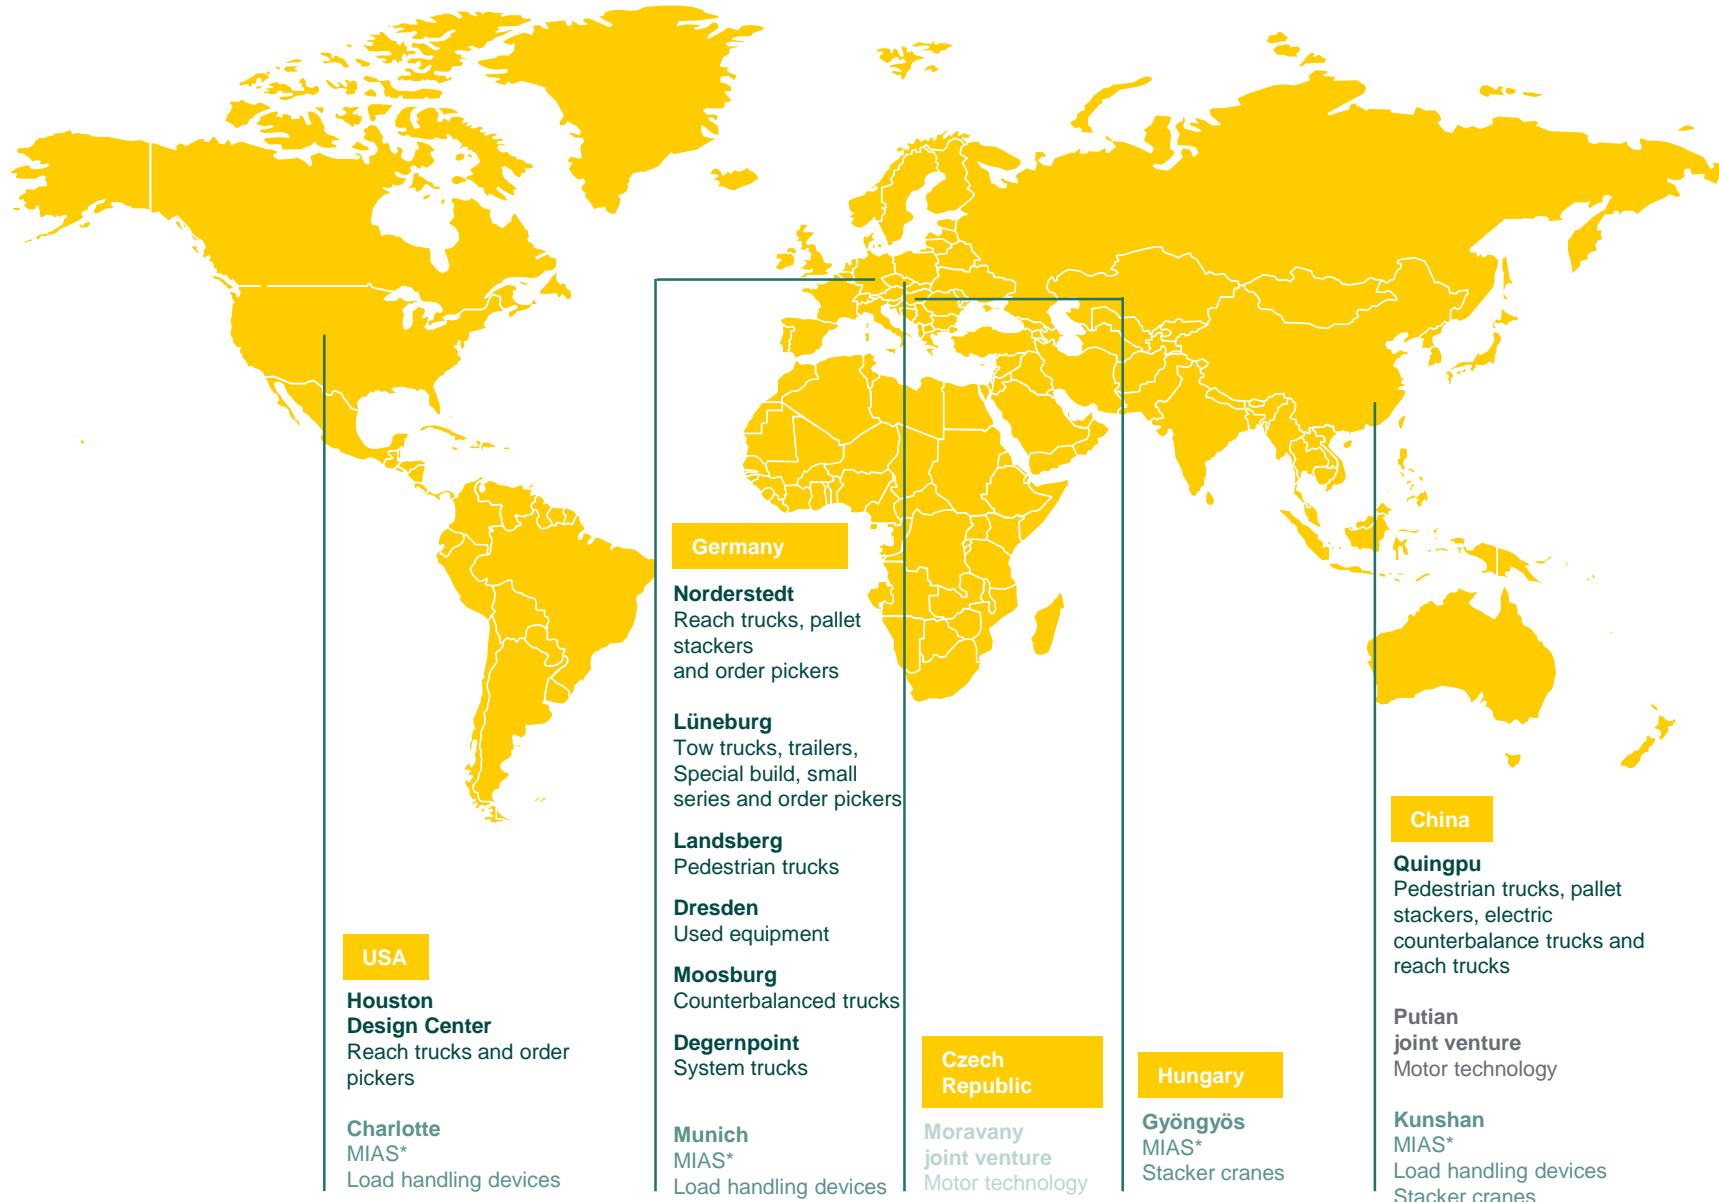 Germany
Norderstedt
Reach trucks, pallet
stackers
and order pickers
Lüneburg
Tow trucks, trailers,
Special build, small
series and order pickers
Landsberg
Pedestrian trucks
Dresden
Used equipment
Moosburg
Counterbalanced trucks
Degernpoint
System trucks
Munich
MIAS*
Load handling devices
USA
Houston
Design Center
Reach trucks and order
pickers
Charlotte
MIAS*
Load handling devices
Czech
Republic
Moravany
joint venture
Motor technology
Hungary
Gyöngyös
MIAS*
Stacker cranes
China
Quingpu
Pedestrian trucks, pallet
stackers, electric
counterbalance trucks and
reach trucks
Putian
joint venture
Motor technology
Kunshan
MIAS*
Load handling devices
Stacker cranes